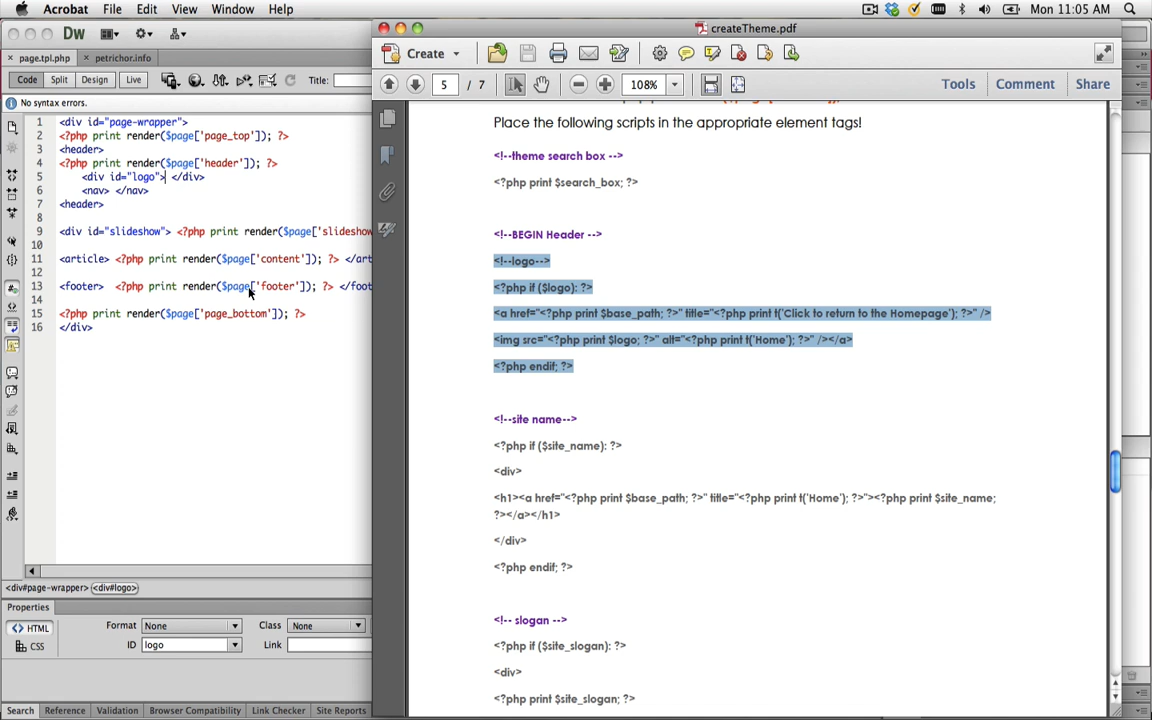 Acrobat File Edit View Window Help Mon 11:05 AM
Dw
createTheme.pdf
page.tpl.php petrichor.info
Create
Code Split Design Live Title:
5 / 7 108% Tools Comment Share
No syntax errors.
1 <div id="page-wrapper">
2 <?php print render($page['page_top']); ?>
3 <header>
4 <?php print render($page['header']); ?>
5 <div id="logo"> </div>
6 <nav> </nav>
7 <header>
8
9 <div id="slideshow"> <?php print render($page['slideshow
10
11 <article> <?php print render($page['content']); ?> </art
12
13 <footer> <?php print render($page['footer']); ?> </foot
14
15 <?php print render($page['page_bottom']); ?>
16 </div>
Place the following scripts in the appropriate element tags!
<!--theme search box -->
<?php print $search_box; ?>
<!--BEGIN Header -->
<!--logo-->
<?php if ($logo): ?>
<a href="<?php print $base_path; ?>" title="<?php print t('Click to return to the Homepage'); ?>" />
<img src="<?php print $logo; ?>" alt="<?php print t('Home'); ?>" /></a>
<?php endif; ?>
<!--site name-->
<?php if ($site_name): ?>
<div>
<h1><a href="<?php print $base_path; ?>" title="<?php print t('Home'); ?>"><?php print $site_name;
?></a></h1>
</div>
<?php endif; ?>
<!-- slogan -->
<?php if ($site_slogan): ?>
<div>
<?php print $site_slogan; ?>
<div#page-wrapper> <div#logo>
Properties
HTML Format None Class None
CSS ID logo Link
Search Reference Validation Browser Compatibility Link Checker Site Reports